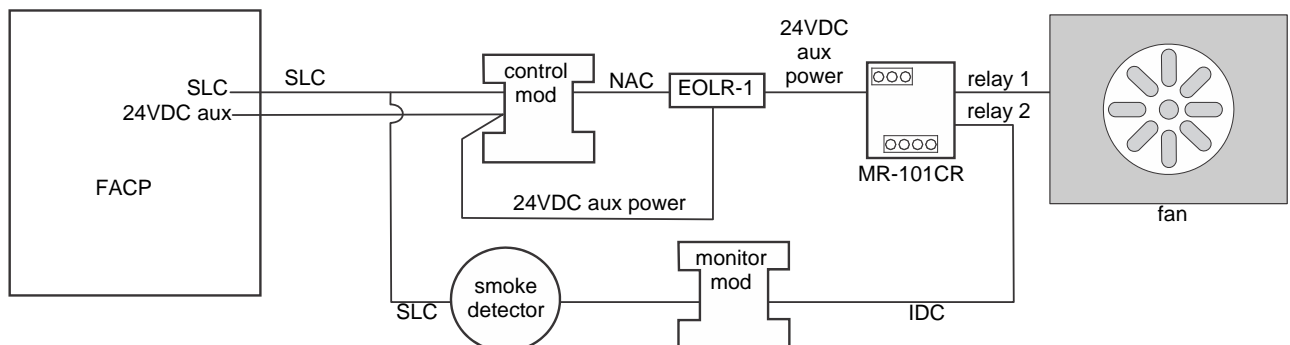 SLC
24VDC aux
FACP
SLC
control
mod
NAC
EOLR-1
24VDC
aux
power
relay 1
relay 2
MR-101CR
fan
24VDC aux power
SLC
smoke
detector
monitor
mod
IDC